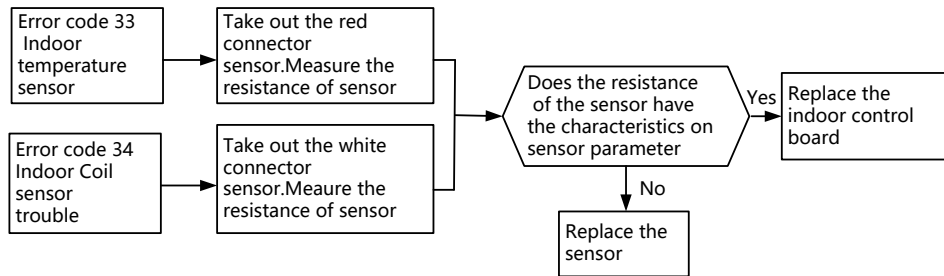 Error code 33
Indoor
temperature
sensor
Take out the red
connector
sensor.Measure the
resistance of sensor
Error code 34
Indoor Coil
sensor
trouble
Take out the white
connector
sensor.Meaure the
resistance of sensor
Does the resistance
of the sensor have
the characteristics on
sensor parameter
Yes
Replace the
indoor control
board
No
Replace the
sensor